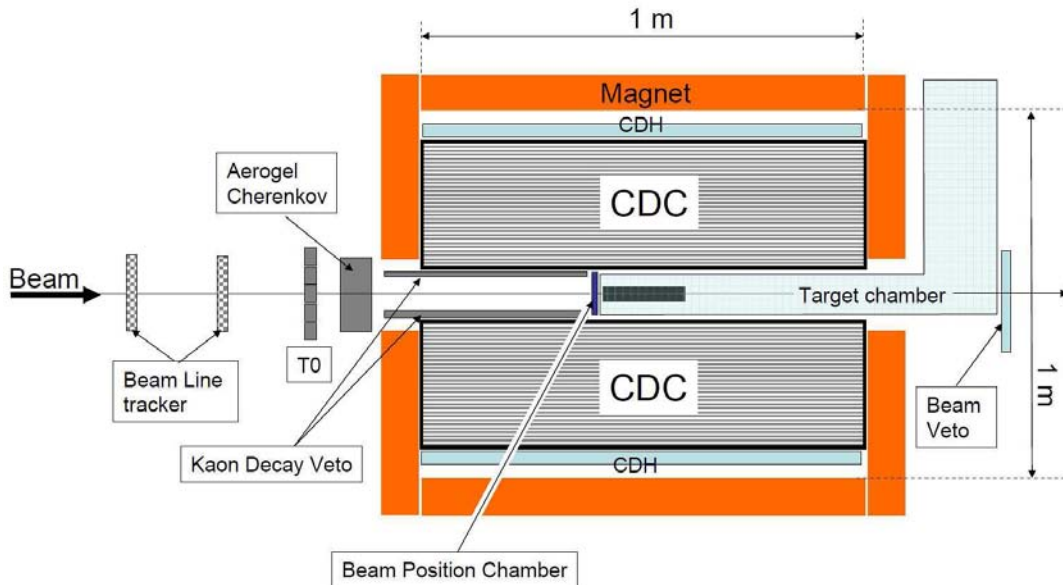 1 m
Magnet
CDH
Aerogel
Cherenkov
CDC
Beam
Target chamber
T0
Beam Line
tracker
CDC
1 m
Beam
Veto
Kaon Decay Veto
CDH
Beam Position Chamber